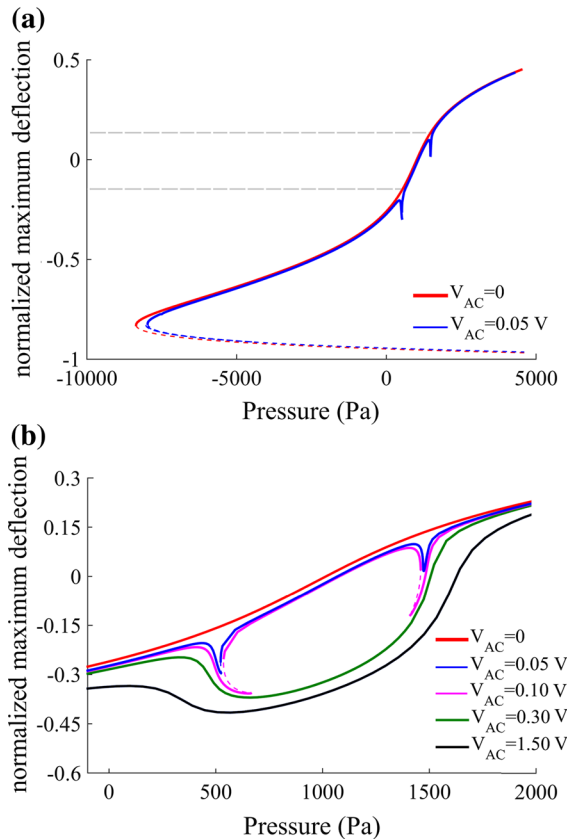 (a)
normalized maximum deflection
0.5
0
-0.5
-1
-10000
-5000
0
5000
Pressure (Pa)
V_AC=0
V_AC=0.05 V
(b)
normalized maximum deflection
0.3
0.15
0
-0.15
-0.3
-0.45
-0.6
0
500
1000
1500
2000
Pressure (Pa)
V_AC=0
V_AC=0.05 V
V_AC=0.10 V
V_AC=0.30 V
V_AC=1.50 V